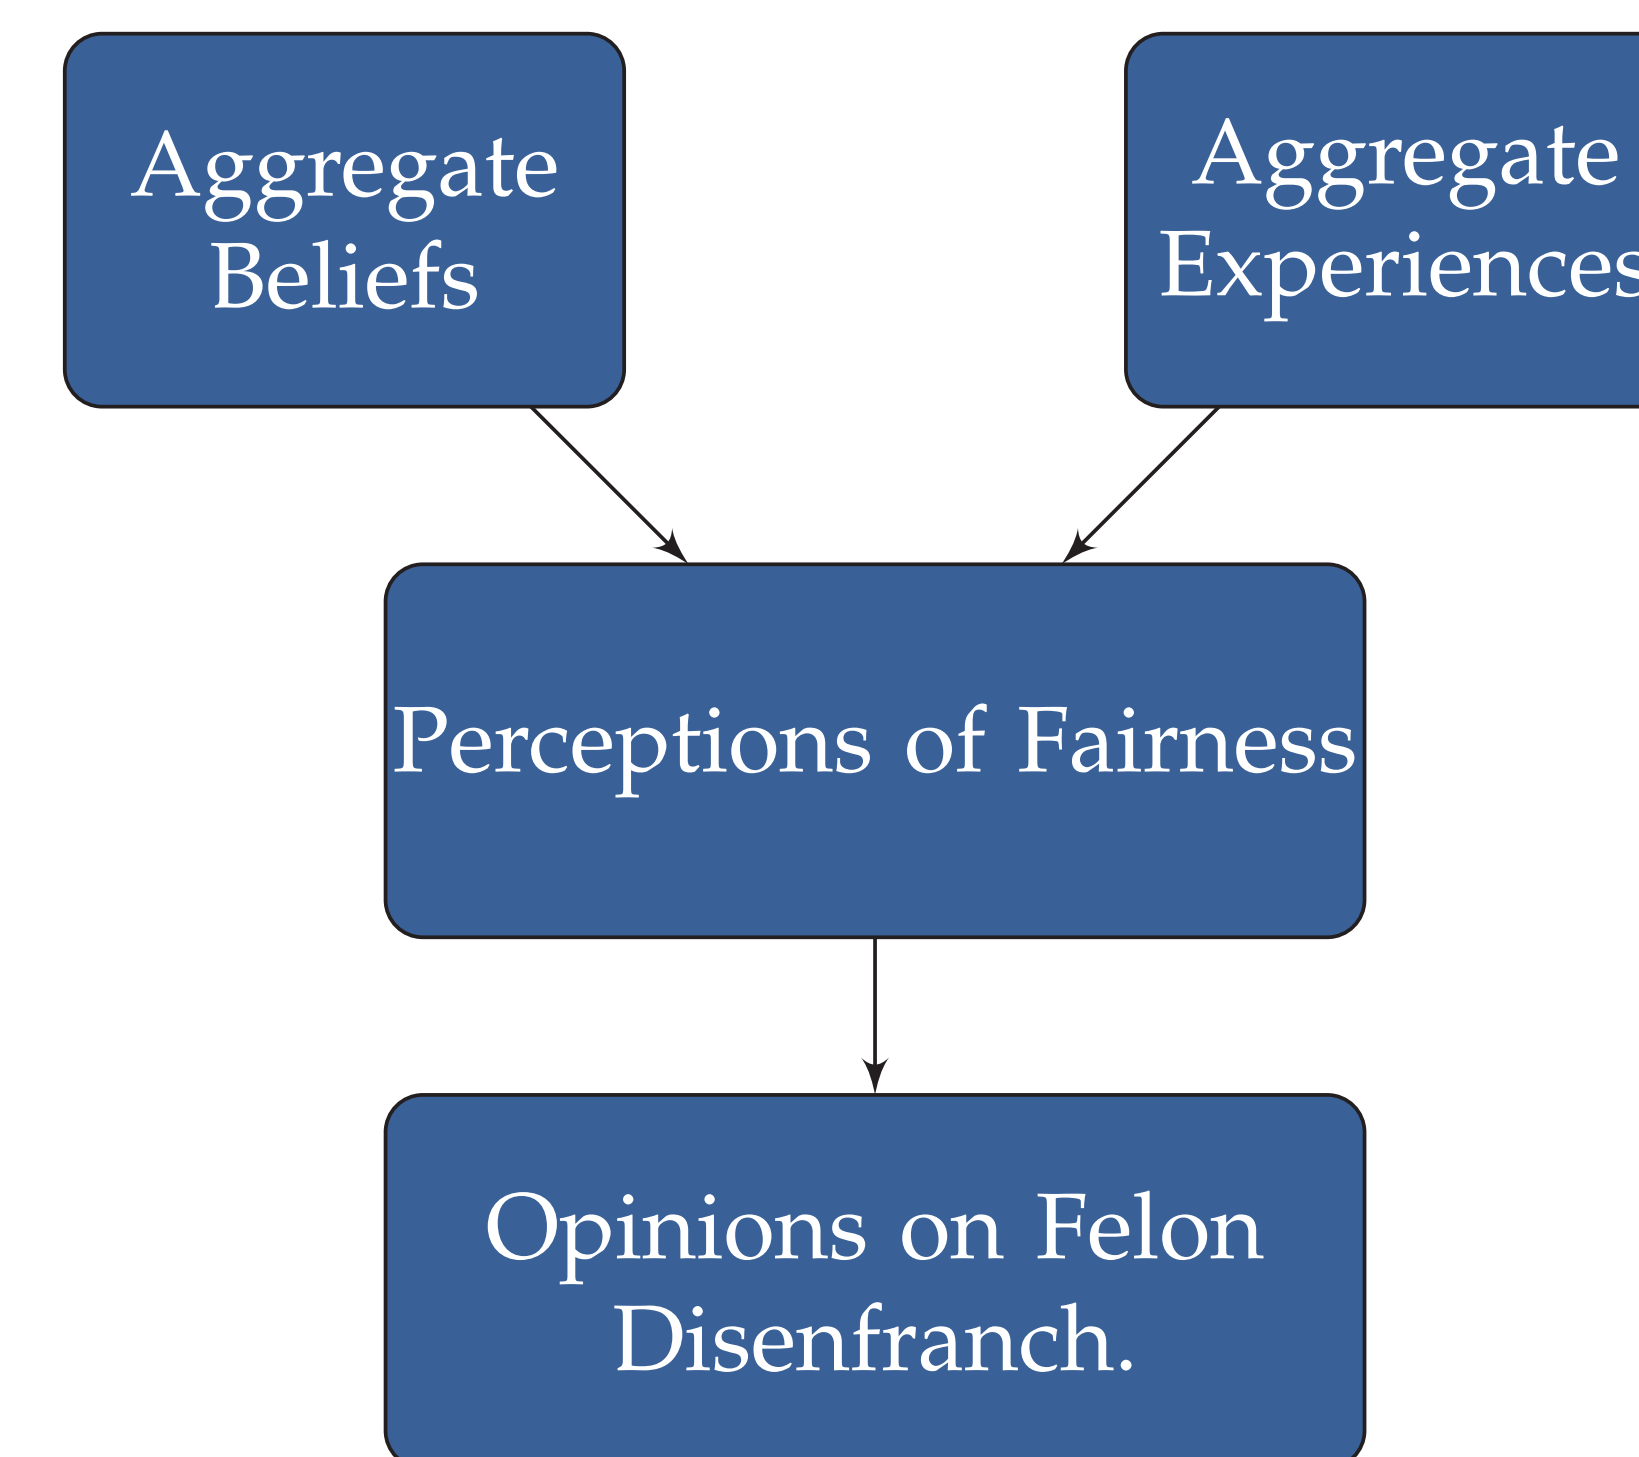 Aggregate
Beliefs
Aggregate
Experiences
Perceptions of Fairness
Opinions on Felon
Disenfranch.